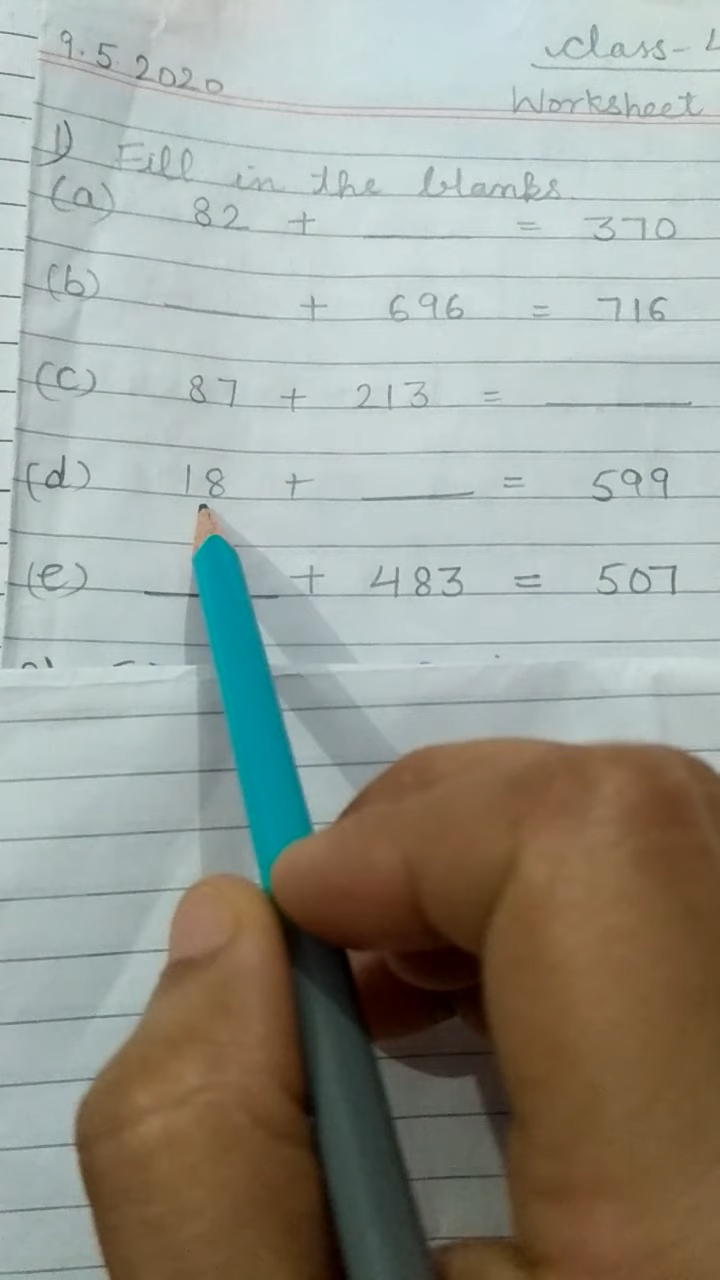 9.5.2020 Class-4
Worksheet
1) Fill in the blanks
(a) 82 + ____ = 370
(b) ____ + 696 = 716
(c) 87 + 213 = ____
(d) 18 + ____ = 599
(e) ____ + 483 = 507